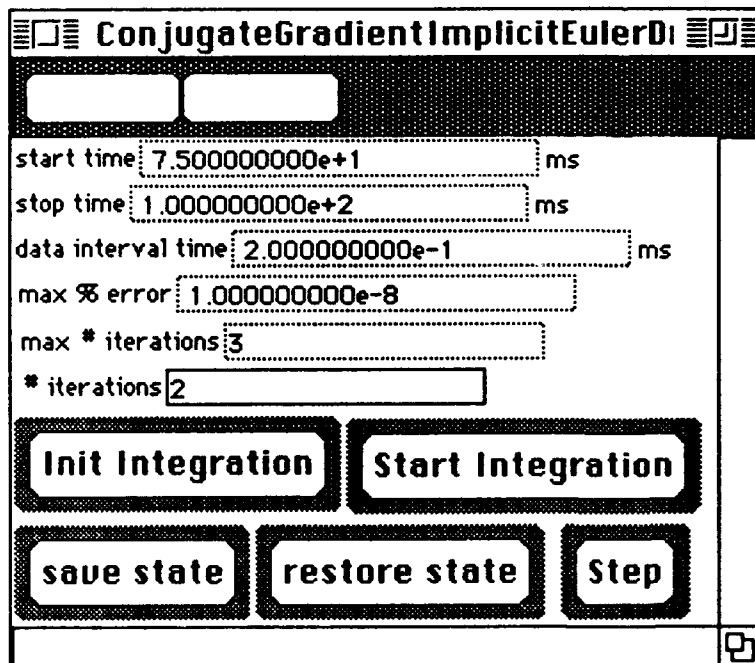 ConjugateGradientImplicitEulerD
start time 7.500000000e+1 ms
stop time 1.000000000e+2 ms
data interval time 2.000000000e-1 ms
max % error 1.000000000e-8
max # iterations 3
# iterations 2
Init Integration Start Integration
save state restore state Step